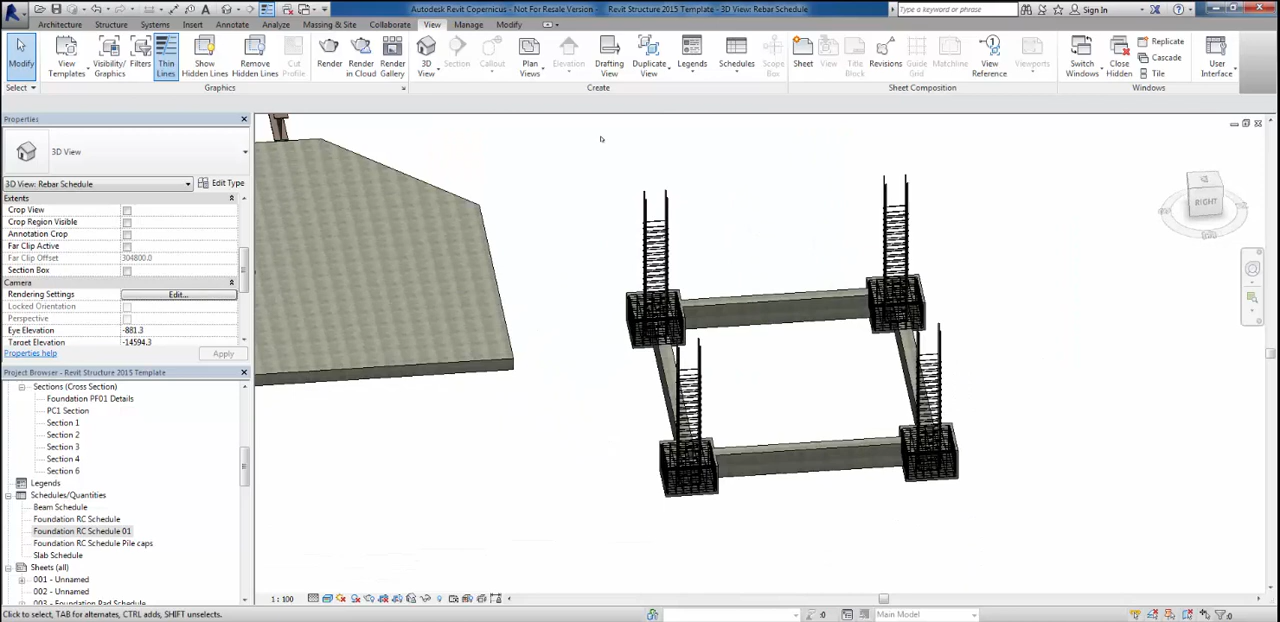 Autodesk Revit Copernicus - Not For Resale Version - Revit Structure 2015 Template - 3D View: Rebar Schedule
Type a keyword or phrase
Sign In
Architecture Structure Systems Insert Annotate Analyze Massing & Site Collaborate View Manage Modify
Modify
View Templates
Visibility/ Graphics
Filters
Thin Lines
Show Hidden Lines
Remove Hidden Lines
Cut Profile
Render
Render in Cloud
Render Gallery
3D View
Section
Callout
Plan Views
Elevation
Drafting View
Duplicate View
Legends
Schedules
Scope Box
Sheet
View
Title Block
Revisions
Guide Grid
Matchline
View Reference
Viewports
Switch Windows
Close Hidden
Replicate
Cascade
Tile
User Interface
Select
Graphics
Create
Sheet Composition
Windows
Properties
3D View
3D View: Rebar Schedule
Edit Type
Extents
Crop View
Crop Region Visible
Annotation Crop
Far Clip Active
Far Clip Offset 304800.0
Section Box
Camera
Rendering Settings Edit...
Locked Orientation
Perspective
Eye Elevation -881.3
Target Elevation -14594.3
Properties help
Apply
Project Browser - Revit Structure 2015 Template
Sections (Cross Section)
Foundation PF01 Details
PC1 Section
Section 1
Section 2
Section 3
Section 4
Section 6
Legends
Schedules/Quantities
Beam Schedule
Foundation RC Schedule
Foundation RC Schedule 01
Foundation RC Schedule Pile caps
Slab Schedule
Sheets (all)
001 - Unnamed
002 - Unnamed
003 - Foundation Pad Schedule
RIGHT
1 : 100
Click to select, TAB for alternates, CTRL adds, SHIFT unselects.
:0
Main Model
:0